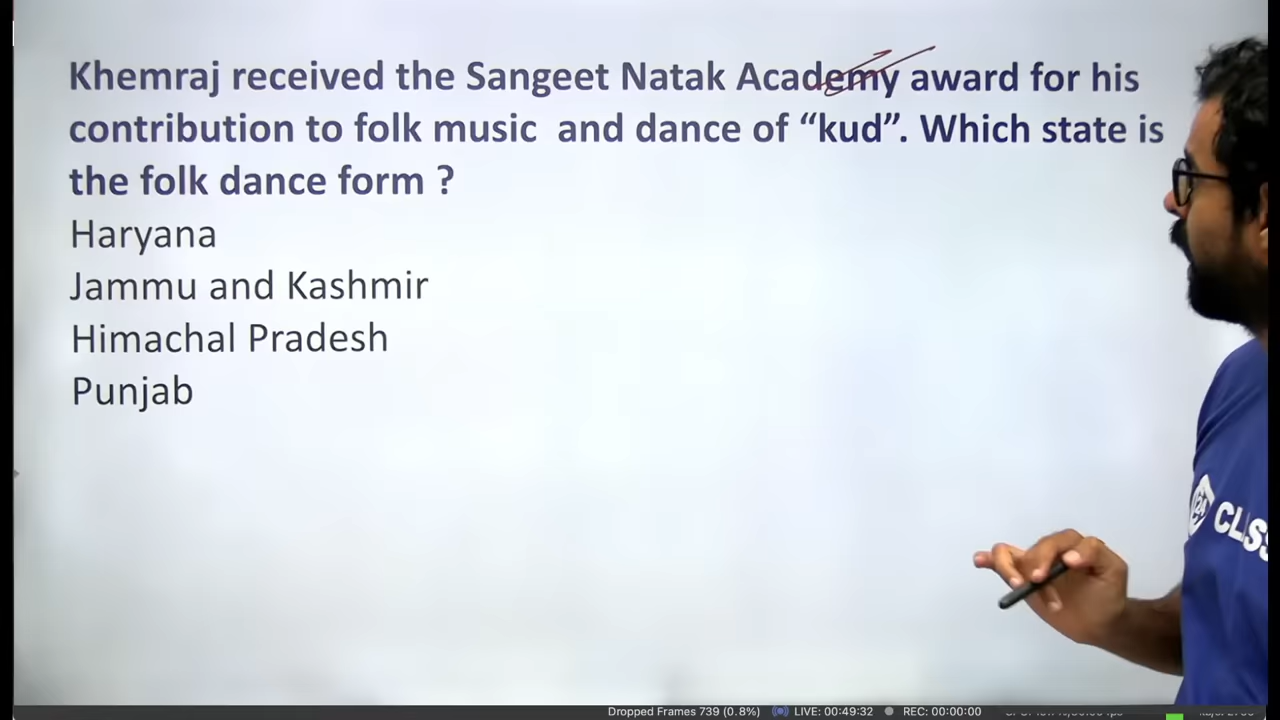 Khemraj received the Sangeet Natak Academy award for his
contribution to folk music and dance of “kud”. Which state is
the folk dance form ?
Haryana
Jammu and Kashmir
Himachal Pradesh
Punjab
24
CLASS
Dropped Frames 739 (0.8%) LIVE: 00:49:32 REC: 00:00:00